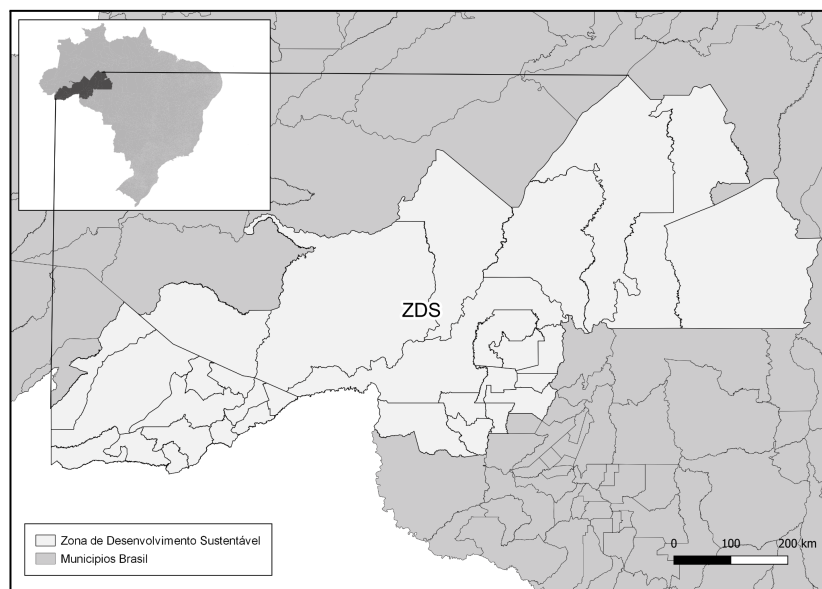 ZDS
Zona de Desenvolvimento Sustentável
Municipios Brasil
0 100 200 km